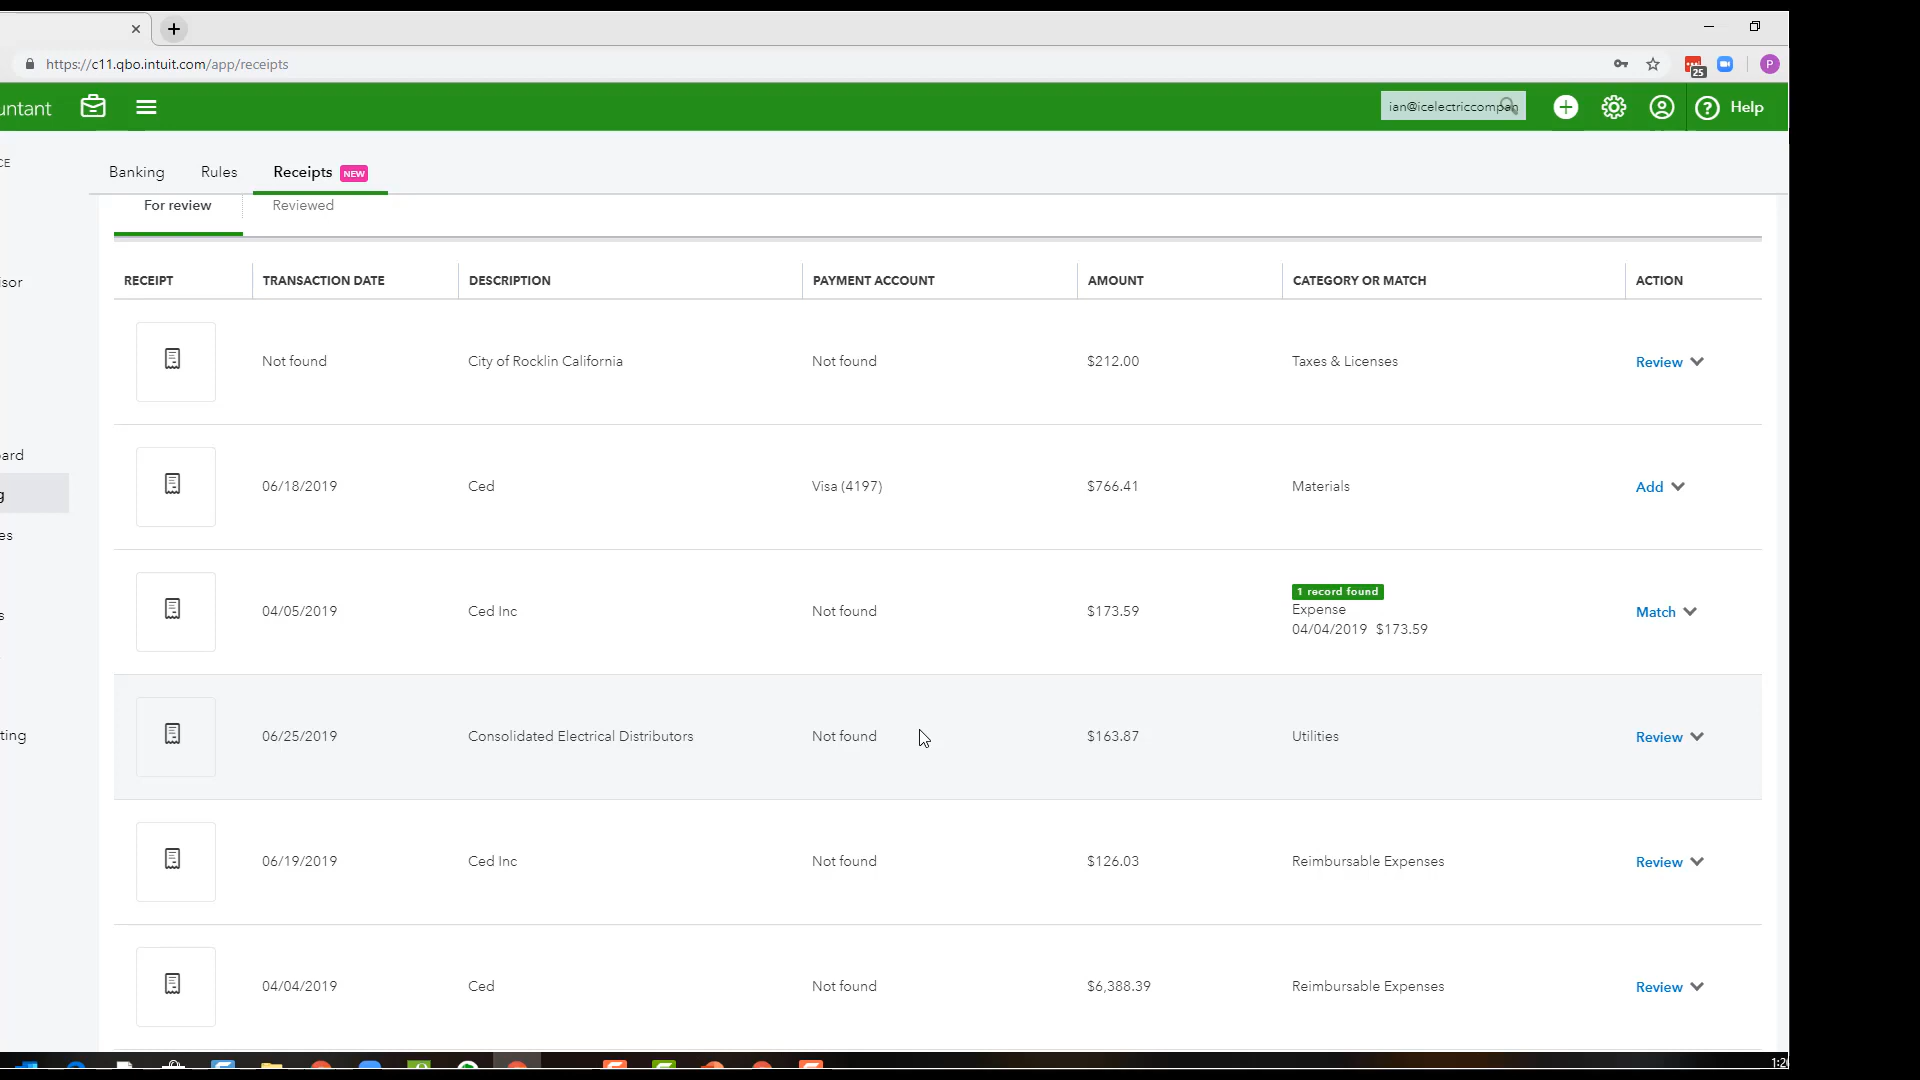 https://c11.qbo.intuit.com/app/receipts
25
P
untant
ian@icelectriccompan
Help
CE
Banking
Rules
Receipts NEW
For review
Reviewed
isor
ard
g
es
s
ting
RECEIPT TRANSACTION DATE DESCRIPTION PAYMENT ACCOUNT AMOUNT CATEGORY OR MATCH ACTION
Not found City of Rocklin California Not found $212.00 Taxes & Licenses Review
06/18/2019 Ced Visa (4197) $766.41 Materials Add
1 record found
04/05/2019 Ced Inc Not found $173.59 Expense Match
04/04/2019 $173.59
06/25/2019 Consolidated Electrical Distributors Not found $163.87 Utilities Review
06/19/2019 Ced Inc Not found $126.03 Reimbursable Expenses Review
04/04/2019 Ced Not found $6,388.39 Reimbursable Expenses Review